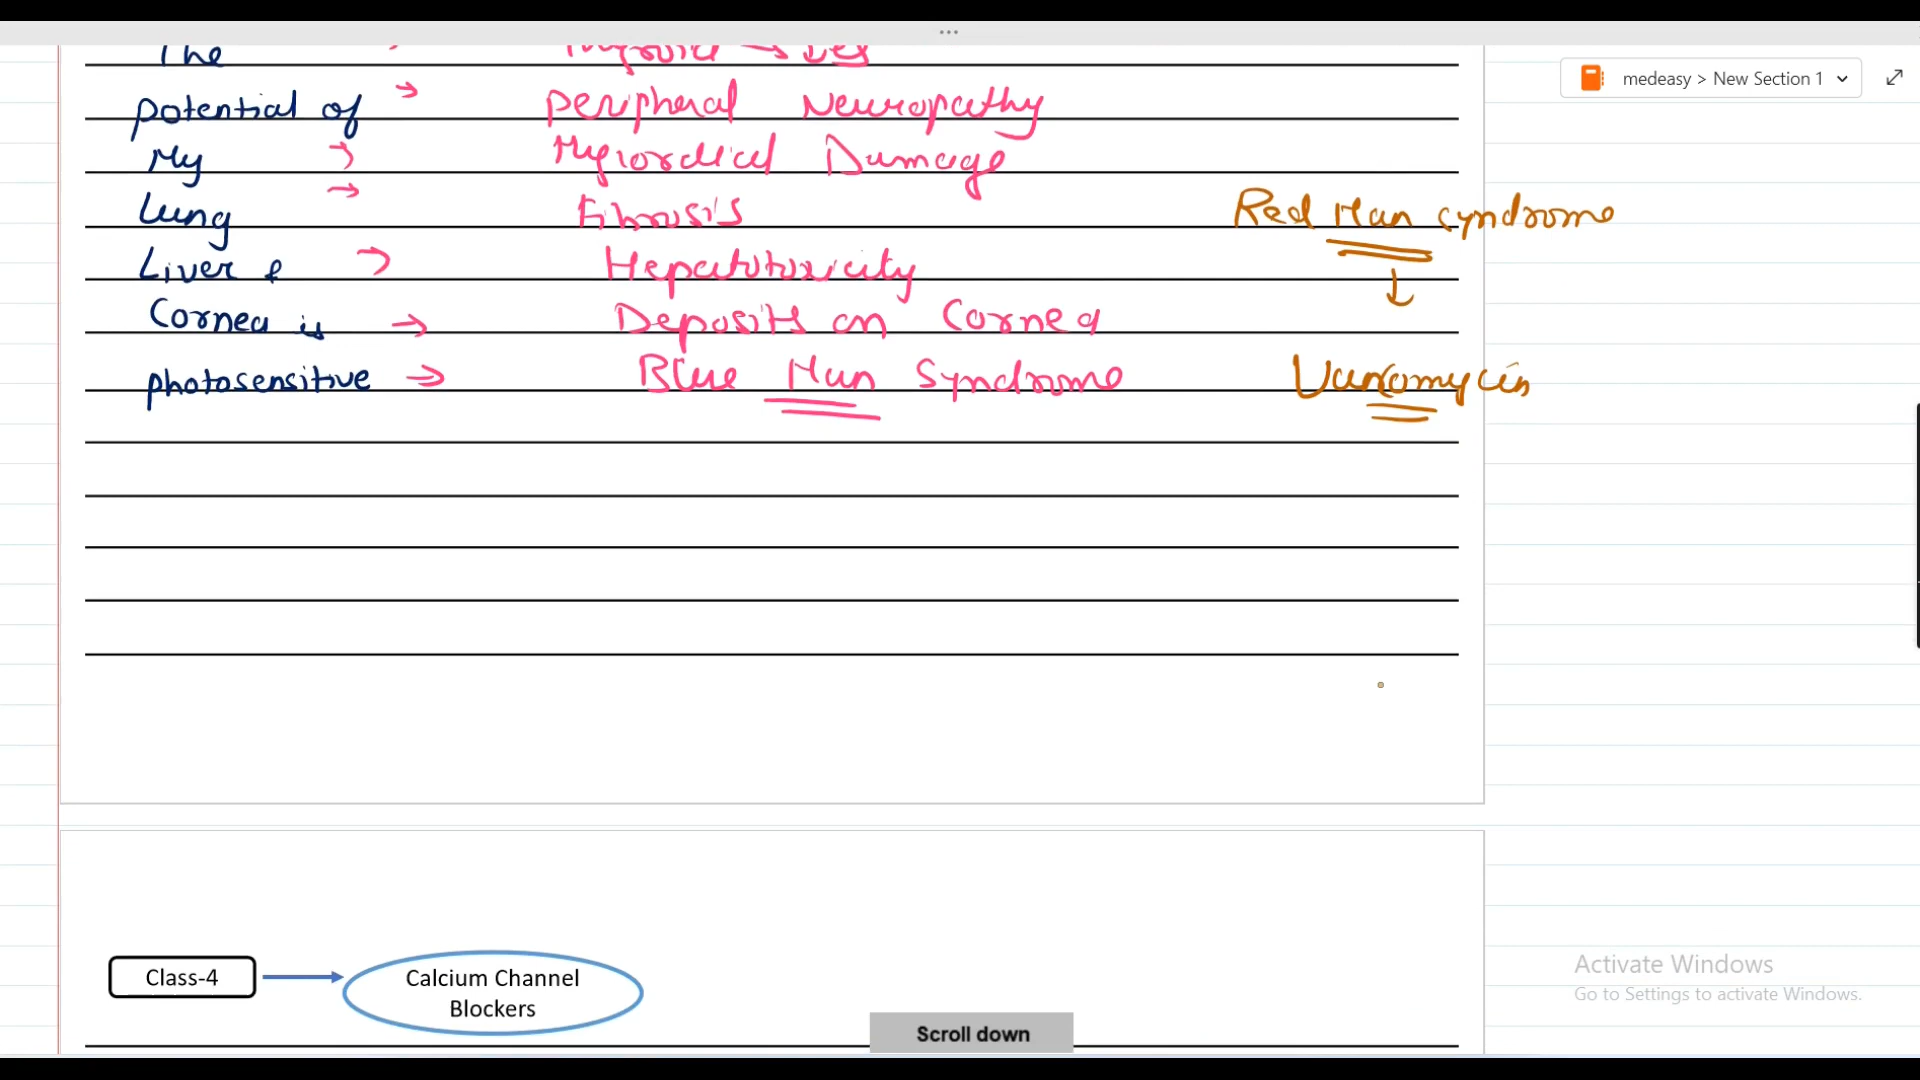 ...
medeasy > New Section 1
The →
potential of → Peripheral Neuropathy
My → Myiordical Damage
Lung → Fibrosis
Red Man Syndrome
Liver & → Hepatotoxicity
↓
Cornea is → Deposits on Cornea
photosensitive → Blue Man Syndrome
Vancomycin
Class-4
Calcium Channel
Blockers
Activate Windows
Go to Settings to activate Windows.
Scroll down